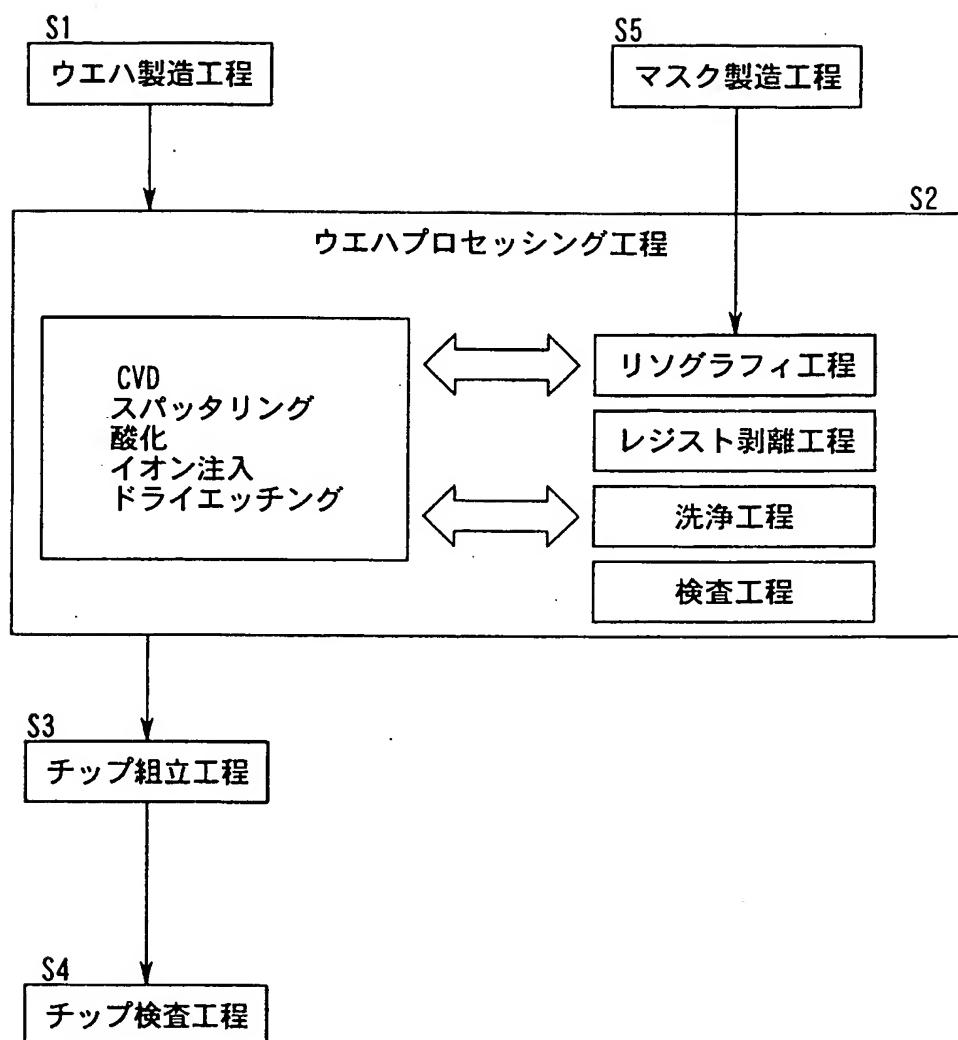 S1
ウエハ製造工程
S5
マスク製造工程
S2
ウエハプロセッシング工程
CVD
スパッタリング
酸化
イオン注入
ドライエッチング
リソグラフィ工程
レジスト剥離工程
洗浄工程
検査工程
S3
チップ組立工程
S4
チップ検査工程